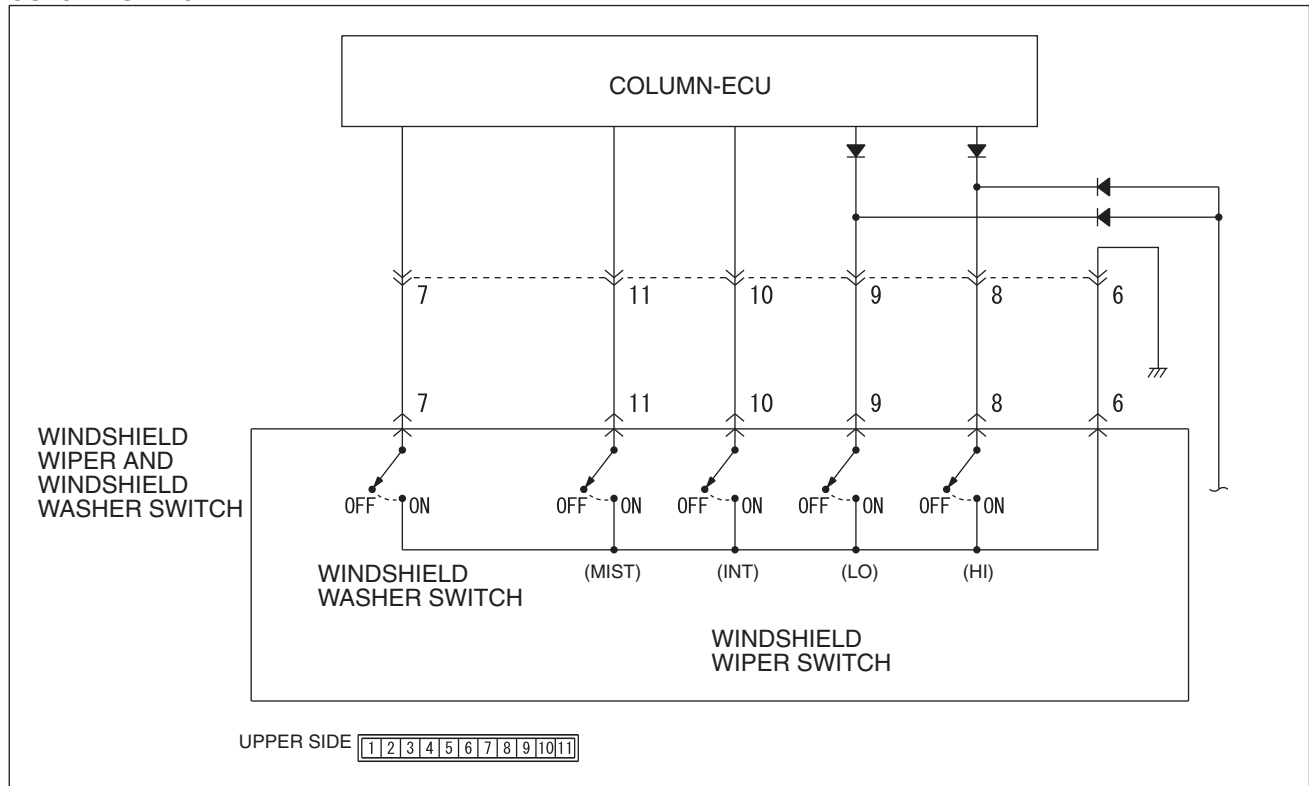 COLUMN-ECU
7 11 10 9 8 6
7 11 10 9 8 6
WINDSHIELD
WIPER AND
WINDSHIELD
WASHER SWITCH
OFF ON OFF ON OFF ON OFF ON OFF ON
WINDSHIELD
WASHER SWITCH
(MIST) (INT) (LO) (HI)
WINDSHIELD
WIPER SWITCH
UPPER SIDE 1 2 3 4 5 6 7 8 9 10 11